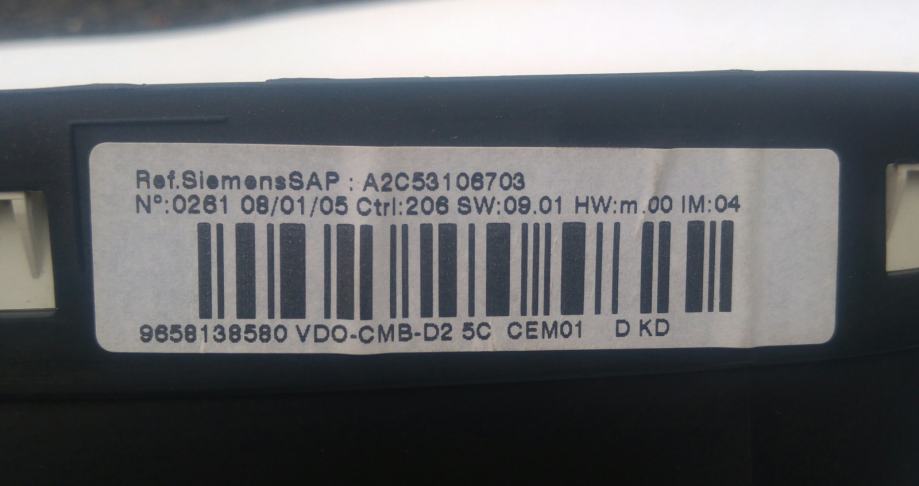 Ref.SiemensSAP : A2C53106703
Nº:0261 08/01/05 Ctrl:206 SW:09.01 HW:m.00 IM:04
9658138580 VDO-CMB-D2 5C CEM01 D KD